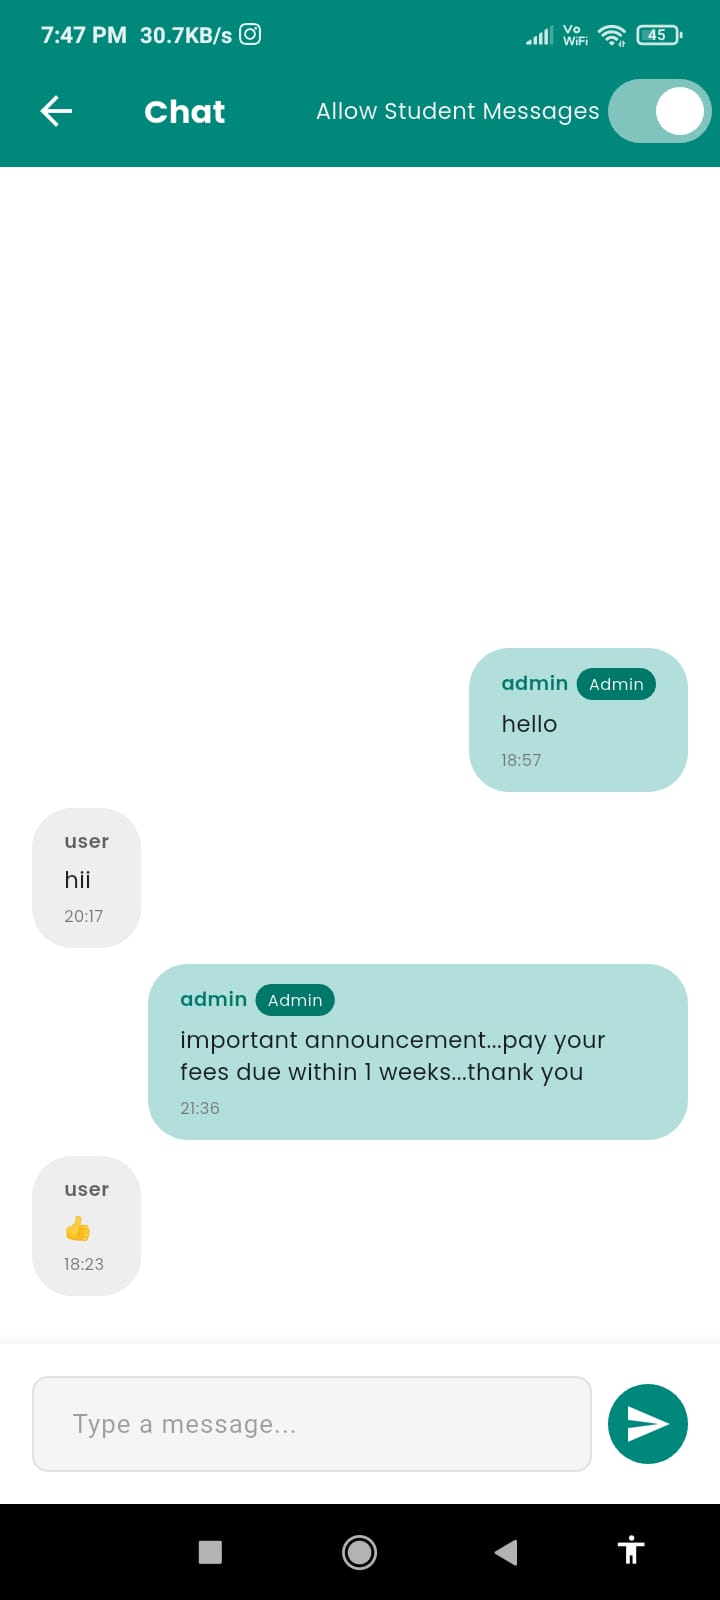 7:47 PM 30.7KB/s Vo WiFi 45
Chat Allow Student Messages
admin Admin
hello
18:57
user
hii
20:17
admin Admin
important announcement...pay your
fees due within 1 weeks...thank you
21:36
user
👍
18:23
Type a message...